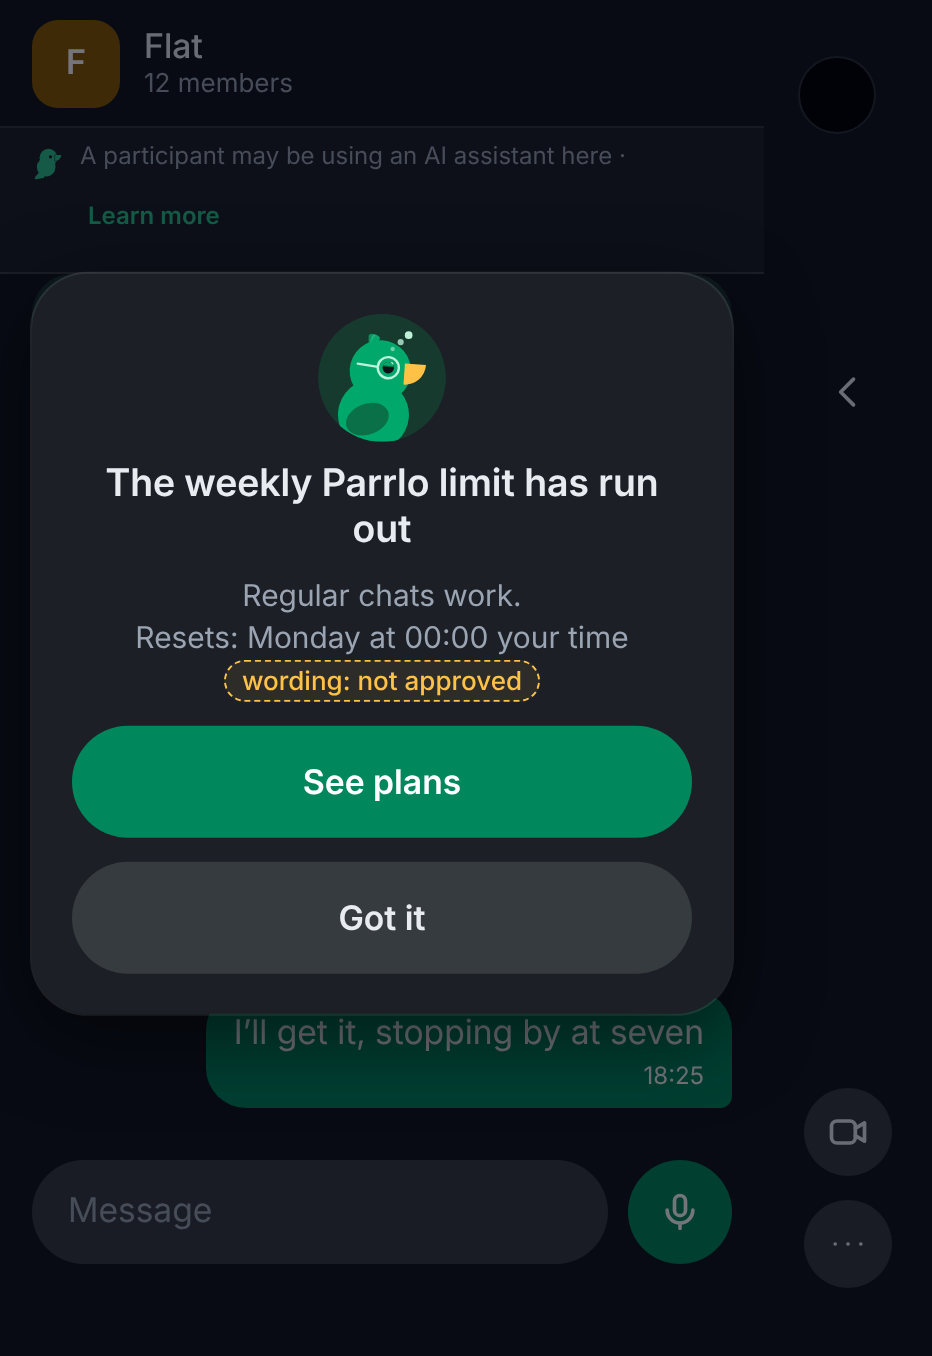 F
Flat
12 members
A participant may be using an AI assistant here ·
Learn more
The weekly Parrlo limit has run
out
Regular chats work.
Resets: Monday at 00:00 your time
wording: not approved
See plans
Got it
I’ll get it, stopping by at seven
18:25
Message